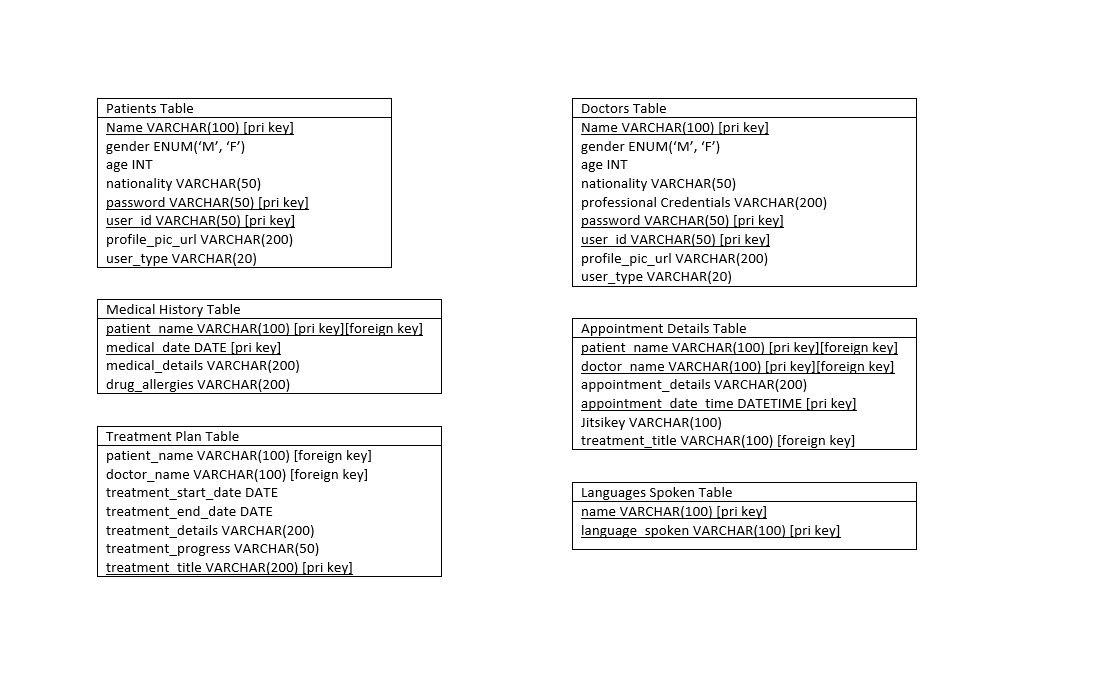 Patients Table
Name VARCHAR(100) [pri key]
gender ENUM(‘M’, ‘F’)
age INT
nationality VARCHAR(50)
password VARCHAR(50) [pri key]
user_id VARCHAR(50) [pri key]
profile_pic_url VARCHAR(200)
user_type VARCHAR(20)
Medical History Table
patient_name VARCHAR(100) [pri key][foreign key]
medical_date DATE [pri key]
medical_details VARCHAR(200)
drug_allergies VARCHAR(200)
Treatment Plan Table
patient_name VARCHAR(100) [foreign key]
doctor_name VARCHAR(100) [foreign key]
treatment_start_date DATE
treatment_end_date DATE
treatment_details VARCHAR(200)
treatment_progress VARCHAR(50)
treatment_title VARCHAR(200) [pri key]
Doctors Table
Name VARCHAR(100) [pri key]
gender ENUM(‘M’, ‘F’)
age INT
nationality VARCHAR(50)
professional Credentials VARCHAR(200)
password VARCHAR(50) [pri key]
user_id VARCHAR(50) [pri key]
profile_pic_url VARCHAR(200)
user_type VARCHAR(20)
Appointment Details Table
patient_name VARCHAR(100) [pri key][foreign key]
doctor_name VARCHAR(100) [pri key][foreign key]
appointment_details VARCHAR(200)
appointment_date_time DATETIME [pri key]
Jitsikey VARCHAR(100)
treatment_title VARCHAR(100) [foreign key]
Languages Spoken Table
name VARCHAR(100) [pri key]
language_spoken VARCHAR(100) [pri key]